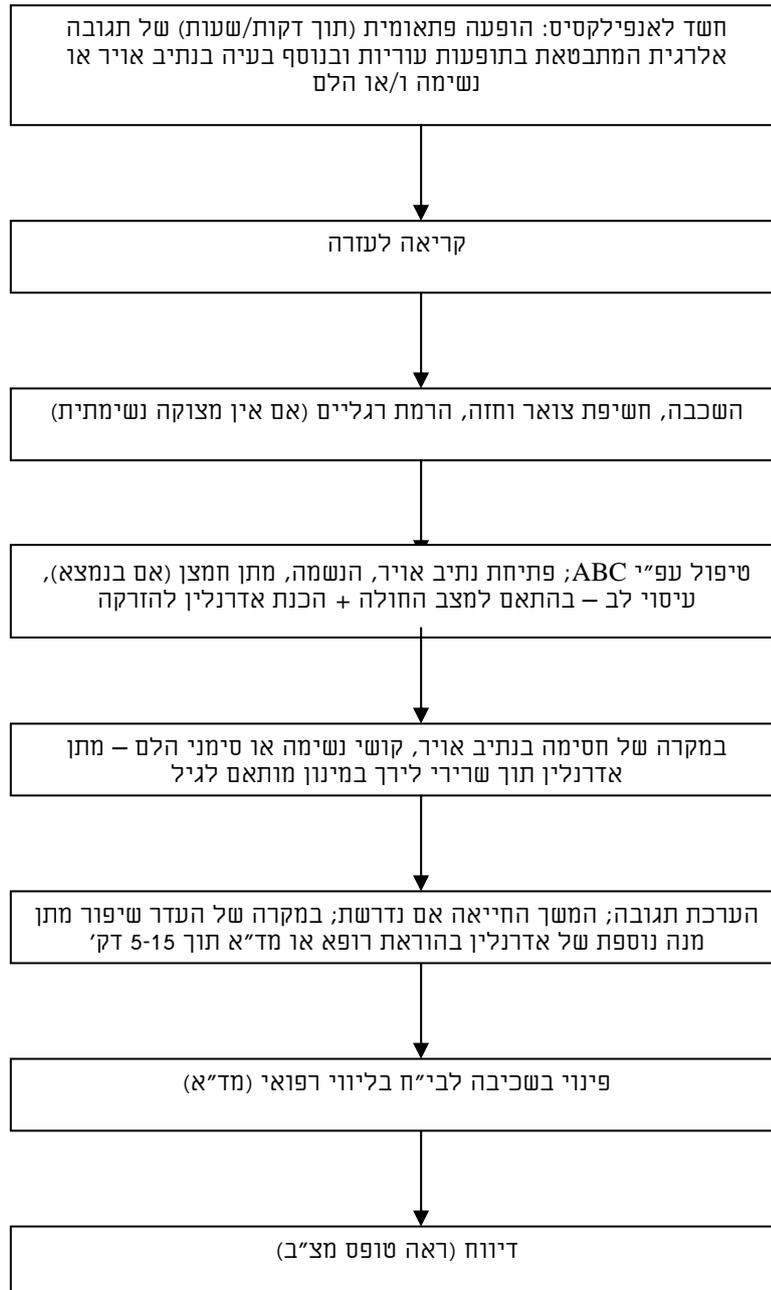 חשד לאנפילקסיס: הופעה פתאומית (תוך דקות/שעות) של תגובה
אלרגית המתבטאת בתופעות עוריות ובנוסף בעיה בנתיב אויר או
נשימה ו/או הלם
קריאה לעזרה
השכבה, חשיפת צואר וחזה, הרמת רגליים (אם אין מצוקה נשימתית)
טיפול עפ״י ABC; פתיחת נתיב אויר, הנשמה, מתן חמצן (אם בנמצא),
עיסוי לב – בהתאם למצב החולה + הכנת אדרנלין להזרקה
במקרה של חסימה בנתיב אויר, קושי נשימה או סימני הלם – מתן
אדרנלין תוך שרירי לירך במינון מותאם לגיל
הערכת תגובה; המשך החייאה אם נדרשת; במקרה של העדר שיפור מתן
מנה נוספת של אדרנלין בהוראת רופא או מד״א תוך 5-15 דק׳
פינוי בשכיבה לבי״ח בליווי רפואי (מד״א)
דיווח (ראה טופס מצ״ב)